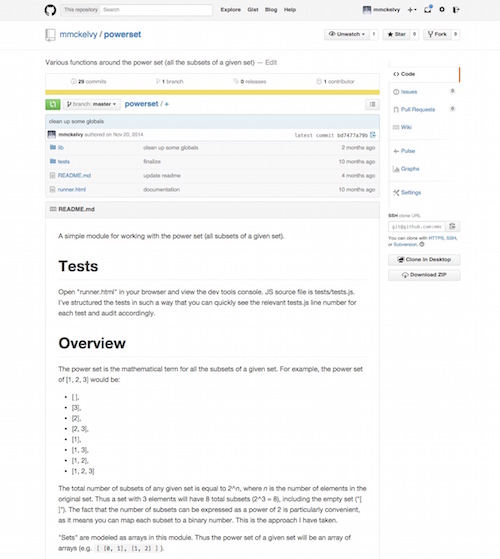 This repository Search Explore Gist Blog Help mmckelvy
mmckelvy / powerset Unwatch 1 Star 0 Fork 0
Various functions around the power set (all the subsets of a given set) — Edit
29 commits 1 branch 0 releases 1 contributor
branch: master powerset / +
clean up some globals
mmckelvy authored on Nov 20, 2014 latest commit bd7477a79b
lib clean up some globals 2 months ago
tests finalize 10 months ago
README.md update readme 4 months ago
runner.html documentation 10 months ago
README.md
A simple module for working with the power set (all subsets of a given set).
Tests
Open "runner.html" in your browser and view the dev tools console. JS source file is tests/tests.js.
I've structured the tests in such a way that you can quickly see the relevant tests.js line number for
each test and audit accordingly.
Overview
The power set is the mathematical term for all the subsets of a given set. For example, the power set
of [1, 2, 3] would be:
[ ],
[3],
[2],
[2, 3],
[1],
[1, 3],
[1, 2],
[1, 2, 3]
The total number of subsets of any given set is equal to 2^n, where n is the number of elements in the
original set. Thus a set with 3 elements will have 8 total subsets (2^3 = 8), including the empty set ("[
]"). The fact that the number of subsets can be expressed as a power of 2 is particularly convenient,
as it means you can map each subset to a binary number. This is the approach I have taken.
"Sets" are modeled as arrays in this module. Thus the power set of a given set will be an array of
arrays (e.g. [ [0, 1], [1, 2] ] ).
Code
Issues 0
Pull Requests 0
Wiki
Pulse
Graphs
Settings
SSH clone URL
git@github.com:mmc
You can clone with HTTPS, SSH,
or Subversion.
Clone in Desktop
Download ZIP